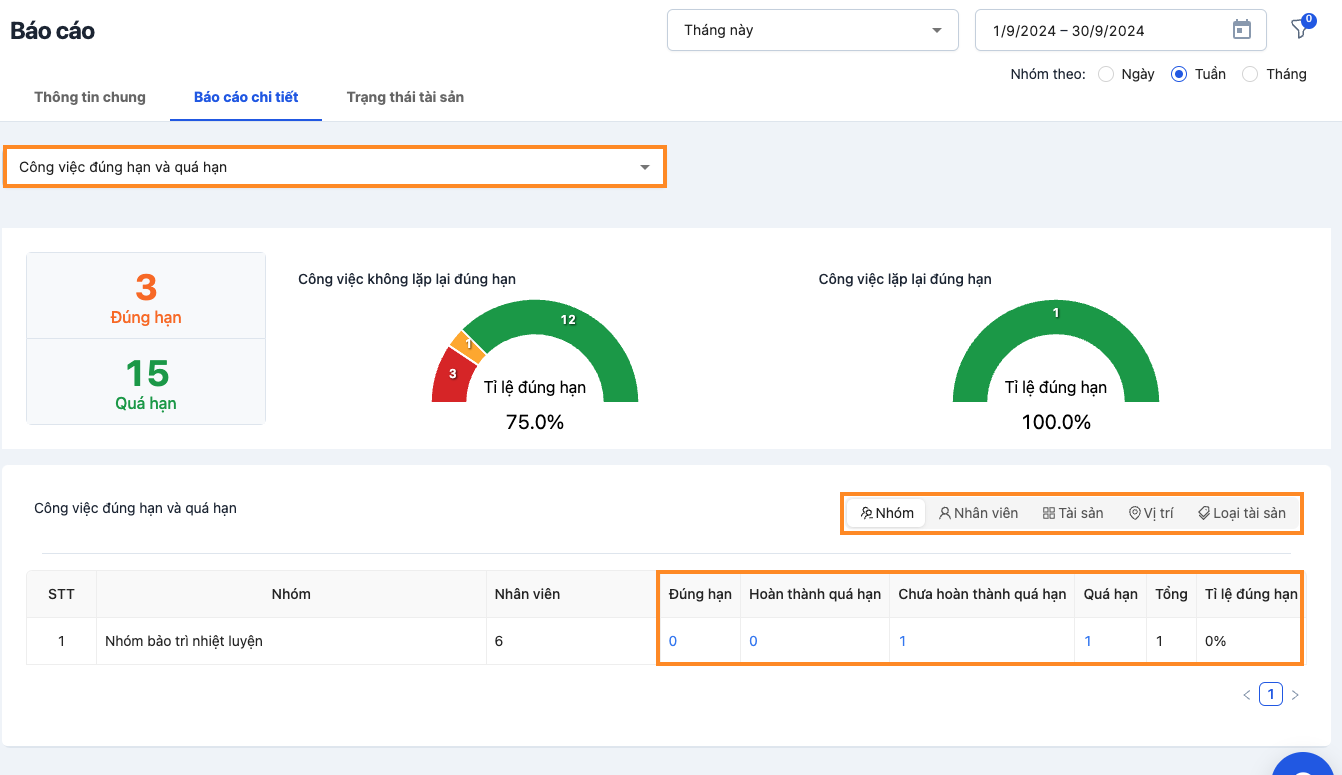 Báo cáo
Tháng này
1/9/2024 – 30/9/2024
0
Nhóm theo: Ngày Tuần Tháng
Thông tin chung Báo cáo chi tiết Trạng thái tài sản
Công việc đúng hạn và quá hạn
3
Đúng hạn
15
Quá hạn
Công việc không lặp lại đúng hạn
12
1
3
Tỉ lệ đúng hạn
75.0%
Công việc lặp lại đúng hạn
1
Tỉ lệ đúng hạn
100.0%
Công việc đúng hạn và quá hạn
Nhóm Nhân viên Tài sản Vị trí Loại tài sản
STT Nhóm Nhân viên Đúng hạn Hoàn thành quá hạn Chưa hoàn thành quá hạn Quá hạn Tổng Tỉ lệ đúng hạn
1 Nhóm bảo trì nhiệt luyện 6 0 0 1 1 1 0%
< 1 >